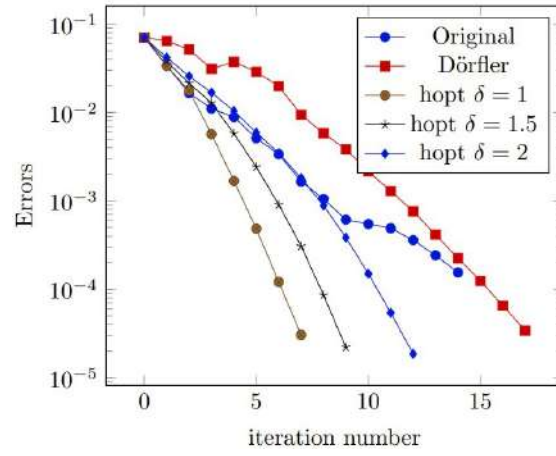 10⁻¹
10⁻²
10⁻³
10⁻⁴
10⁻⁵
Errors
0
5
10
15
iteration number
Original
Dörfler
hopt δ = 1
hopt δ = 1.5
hopt δ = 2